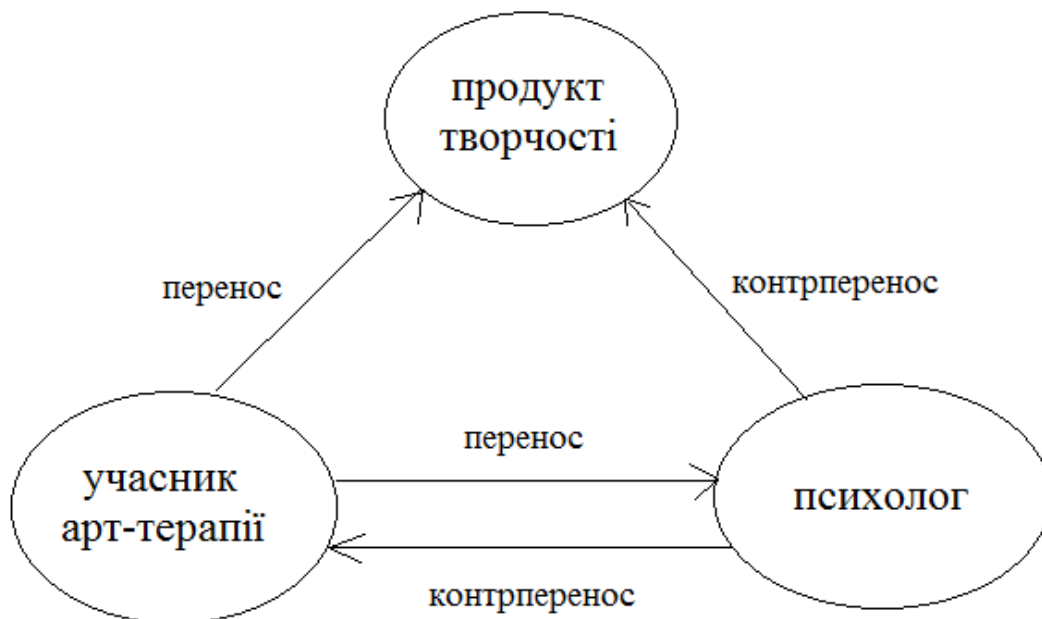 продукт
творчості
перенос
контрперенос
перенос
учасник
арт-терапії
психолог
контрперенос